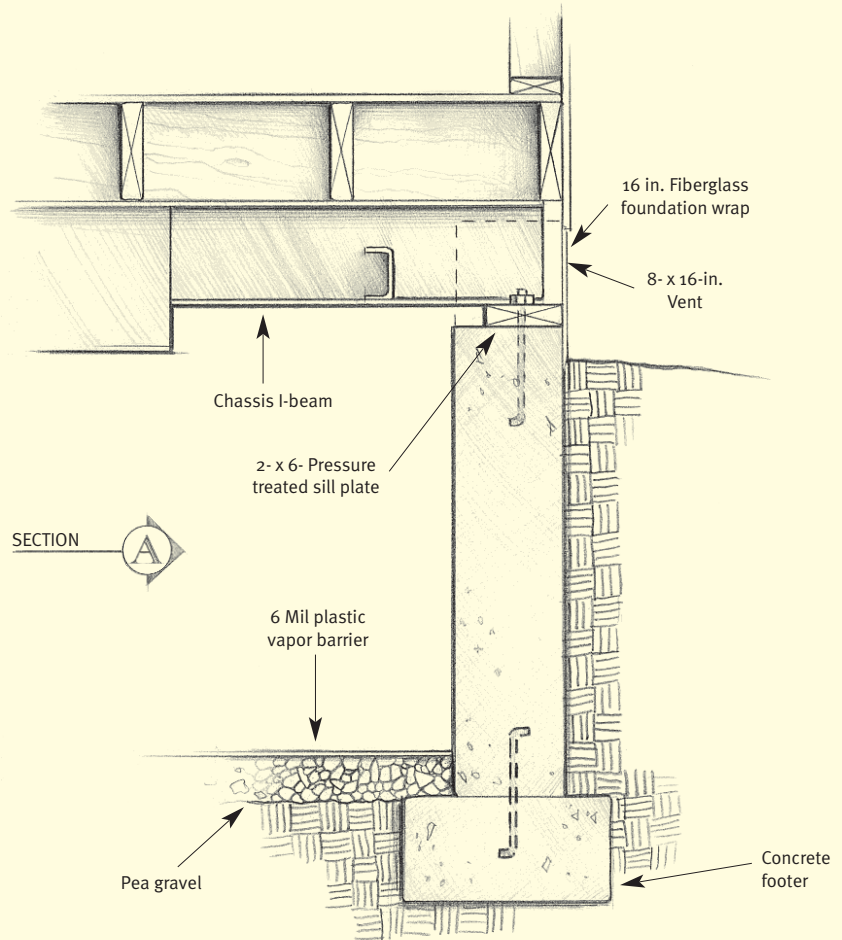 16 in. Fiberglass
foundation wrap
8- x 16-in.
Vent
Chassis I-beam
2- x 6- Pressure
treated sill plate
SECTION
A
6 Mil plastic
vapor barrier
Pea gravel
Concrete
footer